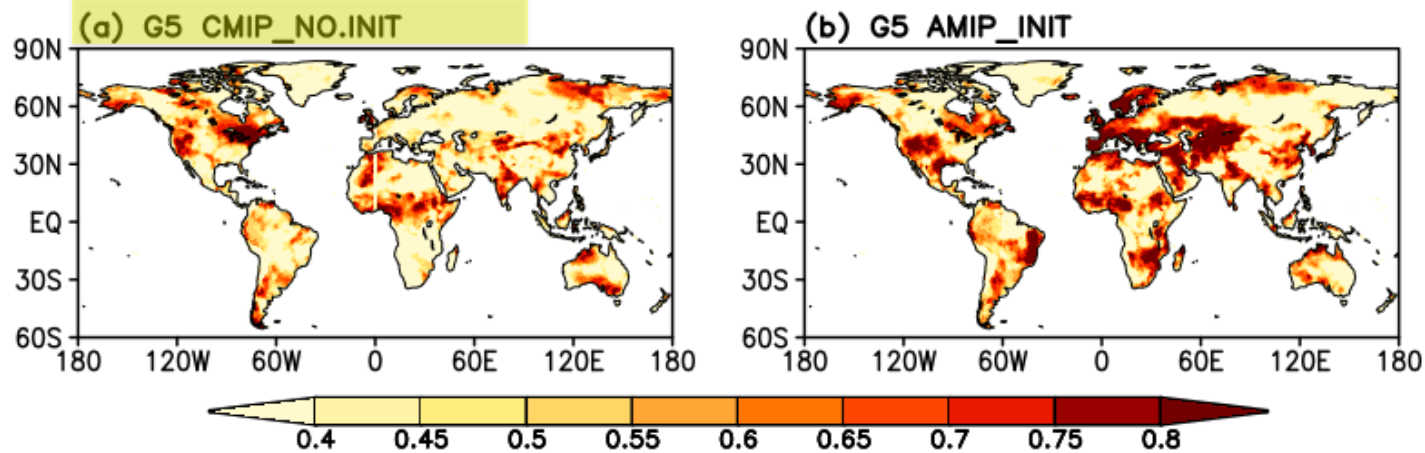 (a) G5 CMIP_NO.INIT
(b) G5 AMIP_INIT
90N
60N
30N
EQ
30S
60S
180 120W 60W 0 60E 120E 180
90N
60N
30N
EQ
30S
60S
180 120W 60W 0 60E 120E 180
0.4 0.45 0.5 0.55 0.6 0.65 0.7 0.75 0.8